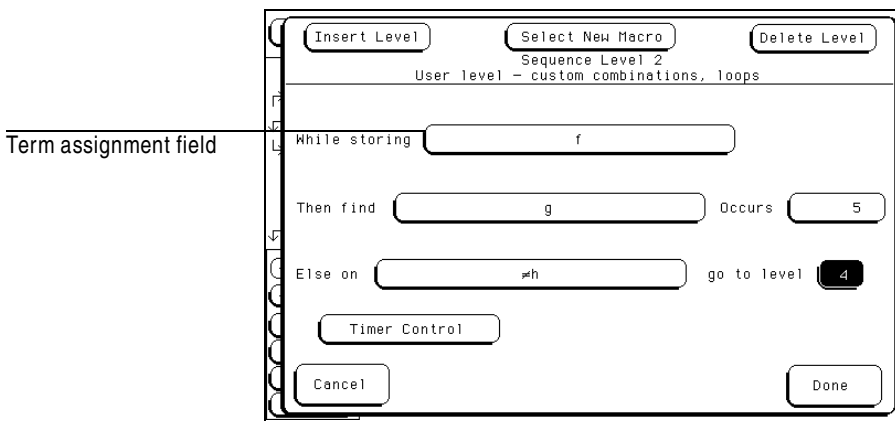 Insert Level Select New Macro Delete Level
Sequence Level 2
User level – custom combinations, loops
Term assignment field
While storing f
Then find g Occurs 5
Else on ≠h go to level 4
Timer Control
Cancel Done